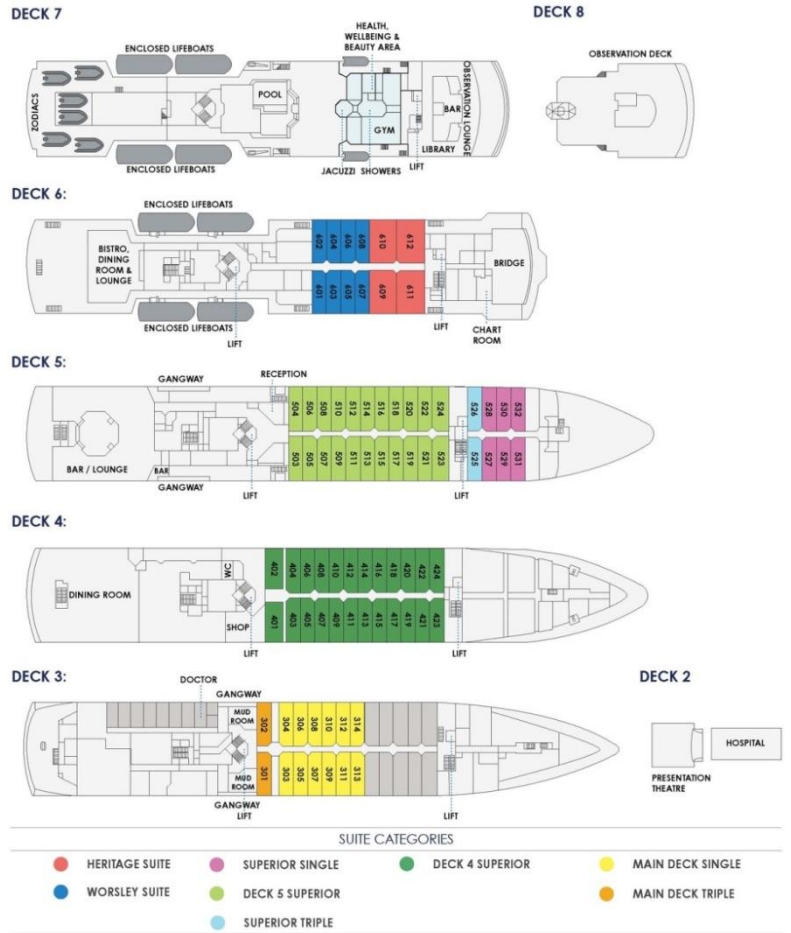 DECK 7
DECK 8
HEALTH,
WELLBEING &
BEAUTY AREA
ENCLOSED LIFEBOATS
OBSERVATION DECK
ZODIACS
POOL
GYM
BAR
OBSERVATION LOUNGE
LIBRARY
ENCLOSED LIFEBOATS
JACUZZI SHOWERS
LIFT
DECK 6:
ENCLOSED LIFEBOATS
BISTRO,
DINING
ROOM &
LOUNGE
602 604 606 608 610 612
601 603 605 607 609 611
BRIDGE
ENCLOSED LIFEBOATS
LIFT
LIFT
CHART
ROOM
DECK 5:
GANGWAY
RECEPTION
504 506 508 510 512 514 516 518 520 522 524 526 528 530 532
503 505 507 509 511 513 515 517 519 521 523 525 527 529 531
BAR / LOUNGE
BAR
GANGWAY
LIFT
LIFT
DECK 4:
WC
402 404 406 408 410 412 414 416 418 420 422 424
DINING ROOM
401 403 405 407 409 411 413 415 417 419 421 423
SHOP
LIFT
LIFT
DECK 3:
DECK 2
DOCTOR
GANGWAY
MUD
ROOM
302 304 306 308 310 312 314
301 303 305 307 309 311 313
MUD
ROOM
GANGWAY
LIFT
LIFT
HOSPITAL
PRESENTATION
THEATRE
SUITE CATEGORIES
HERITAGE SUITE
SUPERIOR SINGLE
DECK 4 SUPERIOR
MAIN DECK SINGLE
WORSLEY SUITE
DECK 5 SUPERIOR
MAIN DECK TRIPLE
SUPERIOR TRIPLE